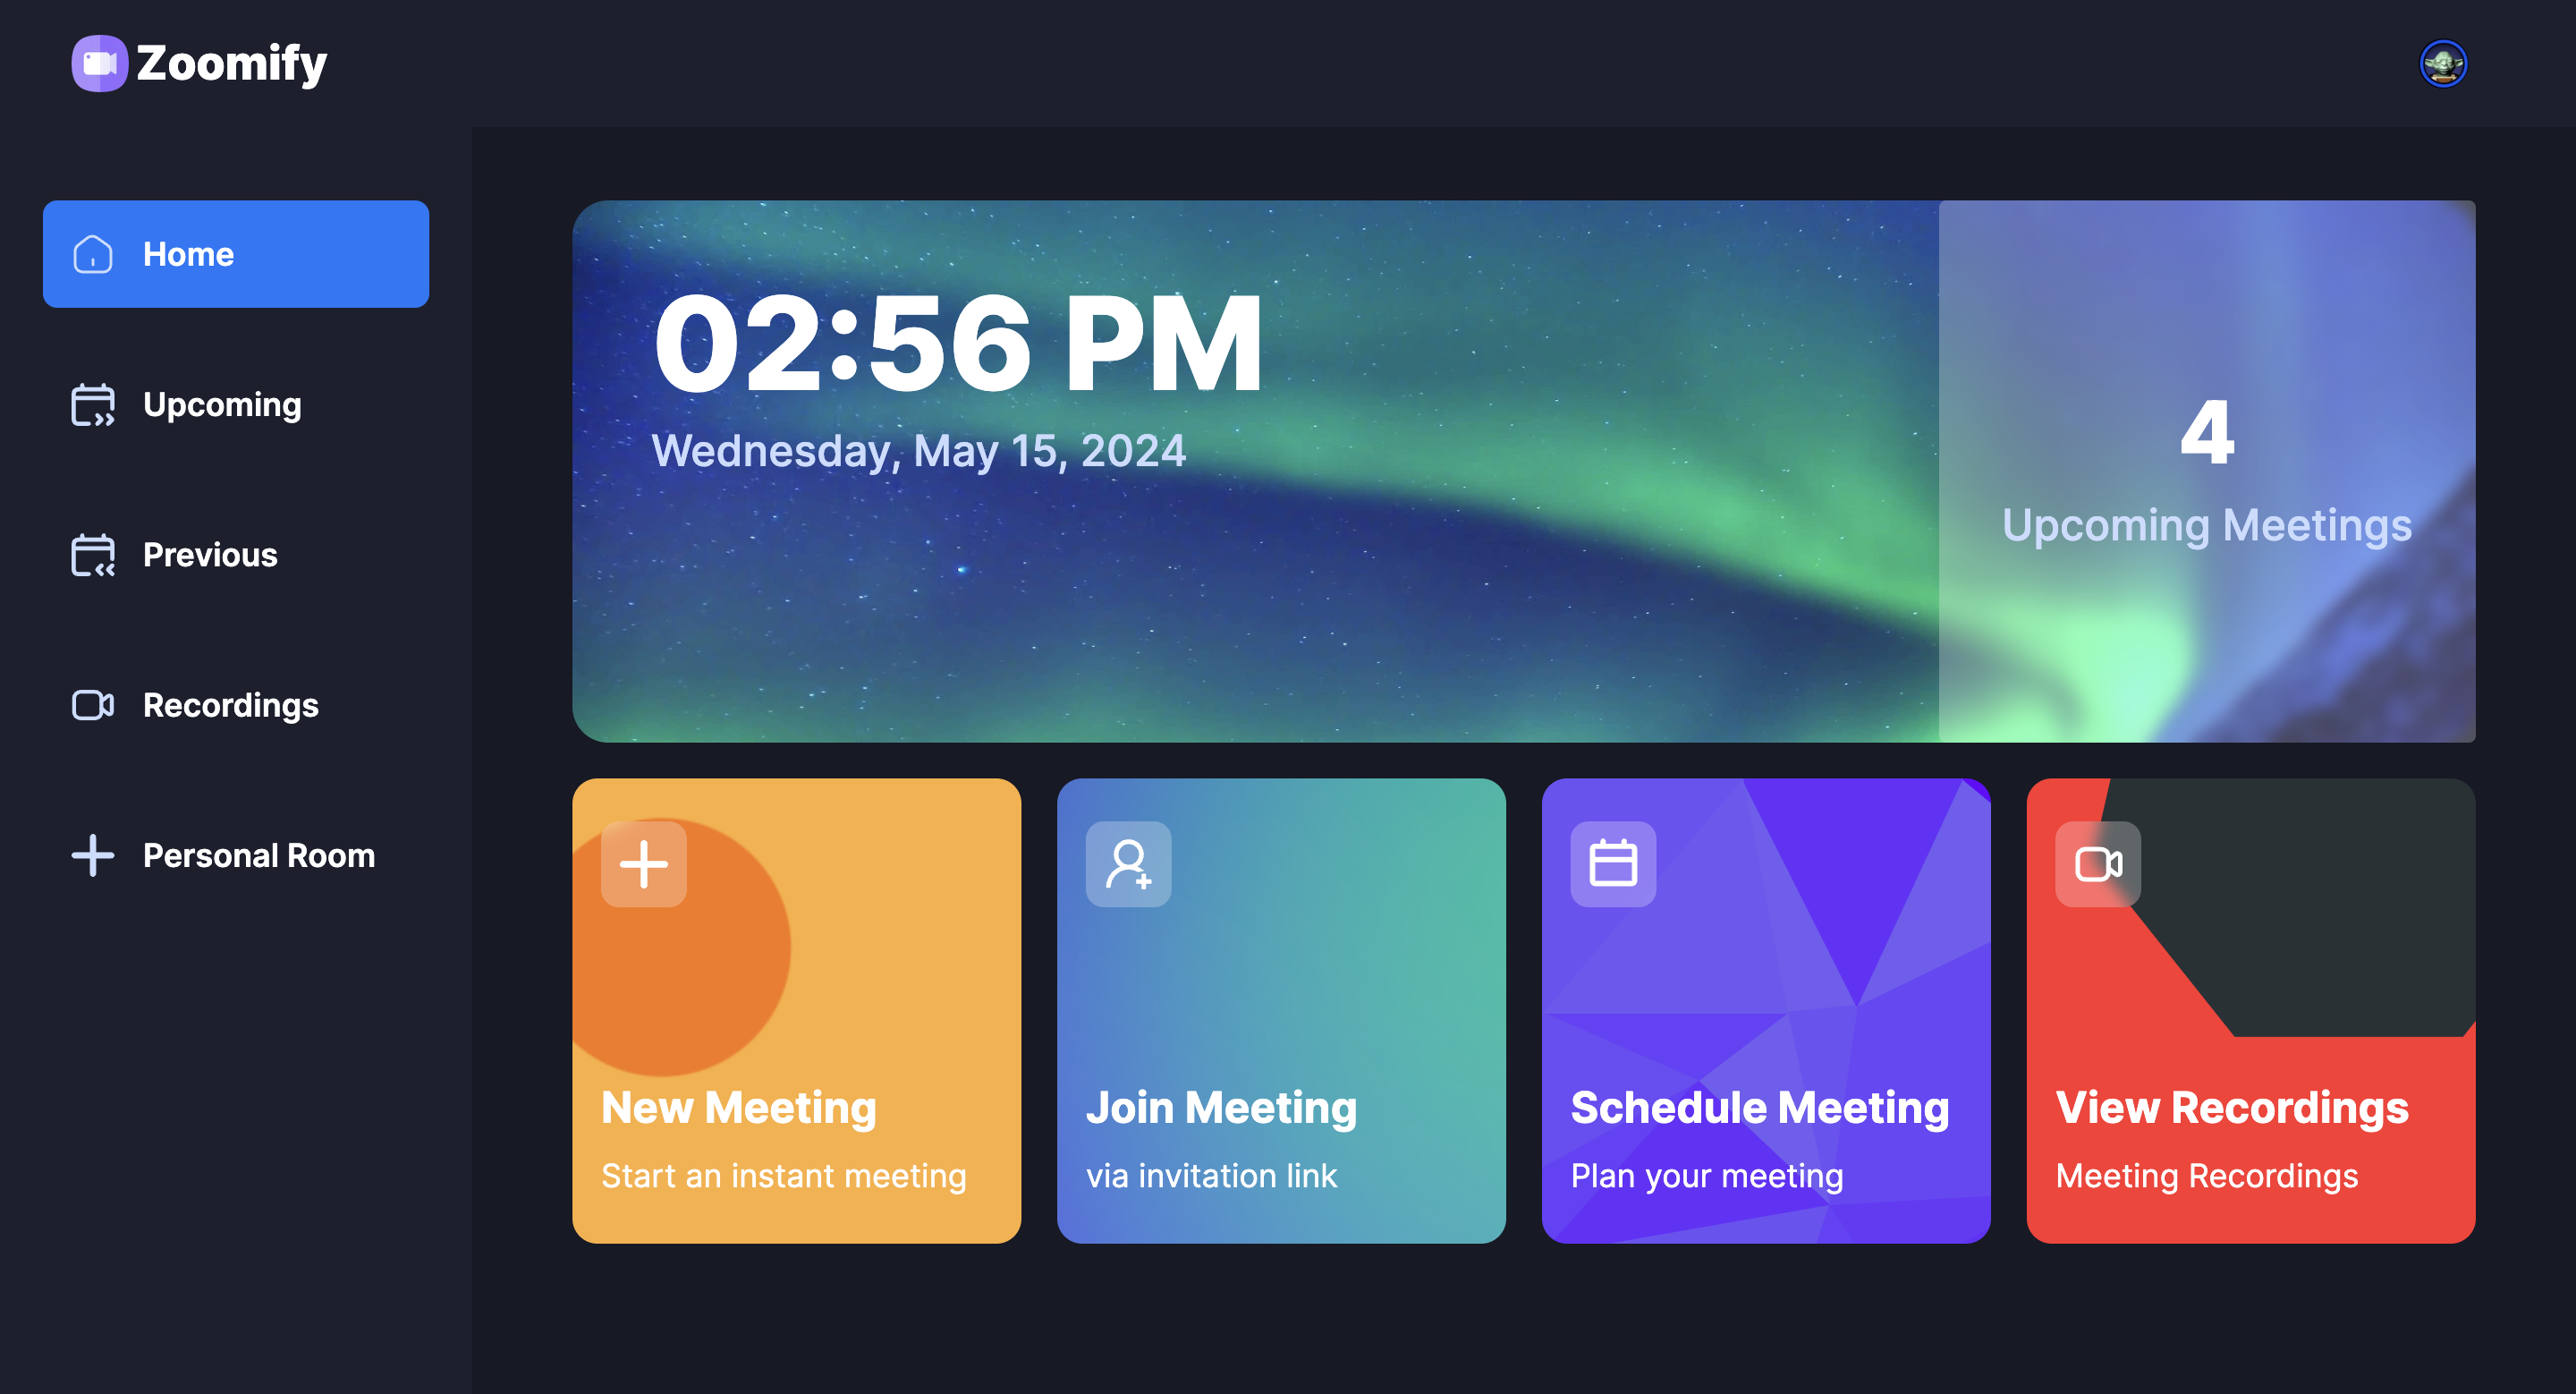 Zoomify
Home
Upcoming
Previous
Recordings
Personal Room
02:56 PM
Wednesday, May 15, 2024
4
Upcoming Meetings
New Meeting
Start an instant meeting
Join Meeting
via invitation link
Schedule Meeting
Plan your meeting
View Recordings
Meeting Recordings